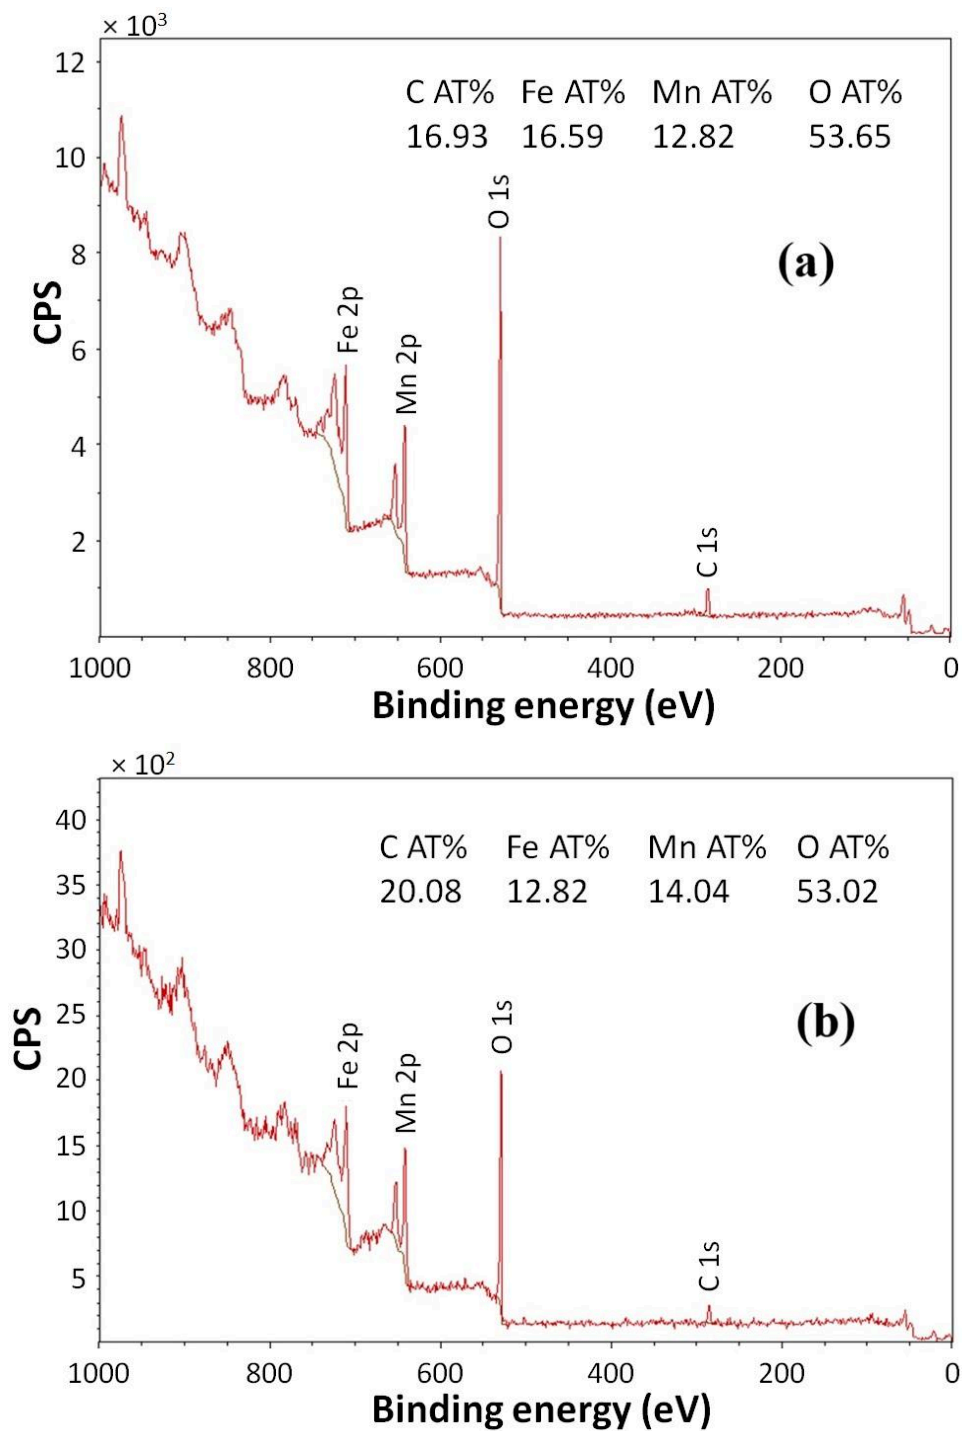 × 10³
12
10
8
6
4
2
CPS
C AT% Fe AT% Mn AT% O AT%
16.93 16.59 12.82 53.65
O 1s
(a)
Fe 2p
Mn 2p
C 1s
1000 800 600 400 200 0
Binding energy (eV)
× 10²
40
35
30
25
20
15
10
5
CPS
C AT% Fe AT% Mn AT% O AT%
20.08 12.82 14.04 53.02
O 1s
(b)
Fe 2p
Mn 2p
C 1s
1000 800 600 400 200 0
Binding energy (eV)